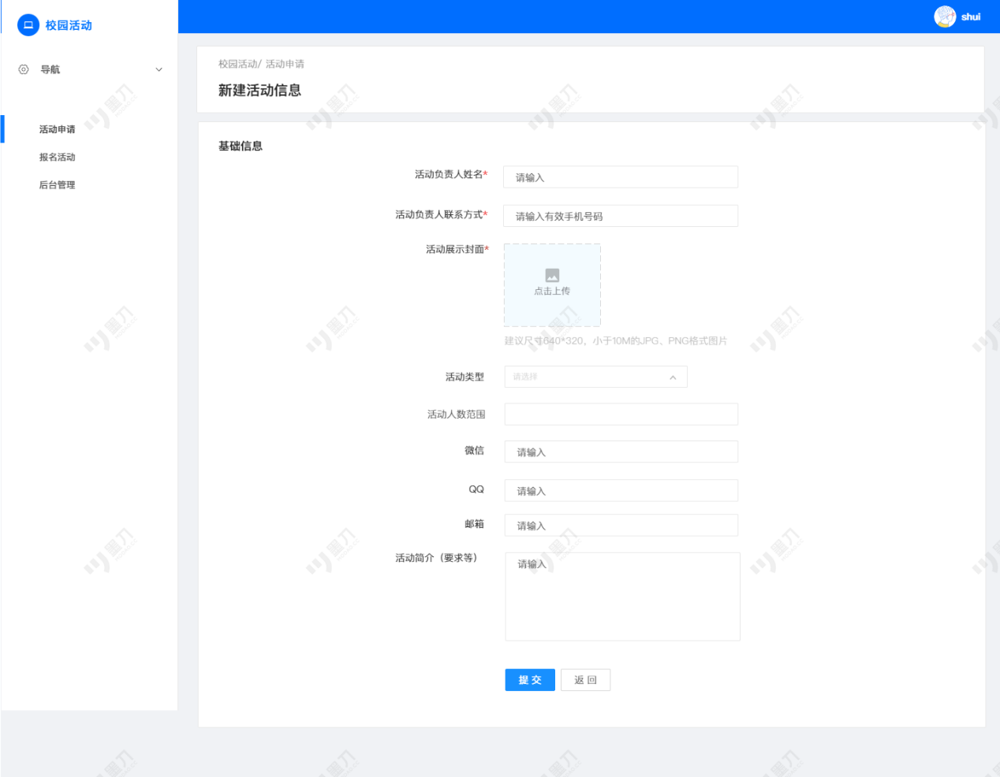 校园活动
shui
导航
活动申请
报名活动
后台管理
校园活动/ 活动申请
新建活动信息
基础信息
活动负责人姓名*
请输入
活动负责人联系方式*
请输入有效手机号码
活动展示封面*
点击上传
建议尺寸640*320，小于10M的JPG、PNG格式图片
活动类型
请选择
活动人数范围
微信
请输入
QQ
请输入
邮箱
请输入
活动简介（要求等）
请输入
提 交
返 回
墨刀